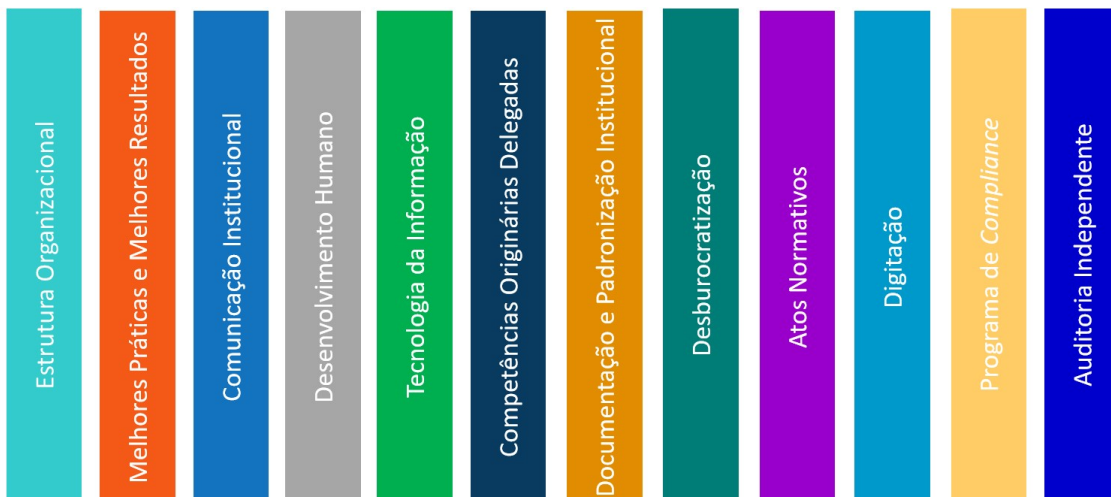 Estrutura Organizacional
Melhores Práticas e Melhores Resultados
Comunicação Institucional
Desenvolvimento Humano
Tecnologia da Informação
Competências Originárias Delegadas
Documentação e Padronização Institucional
Desburocratização
Atos Normativos
Digitação
Programa de Compliance
Auditoria Independente